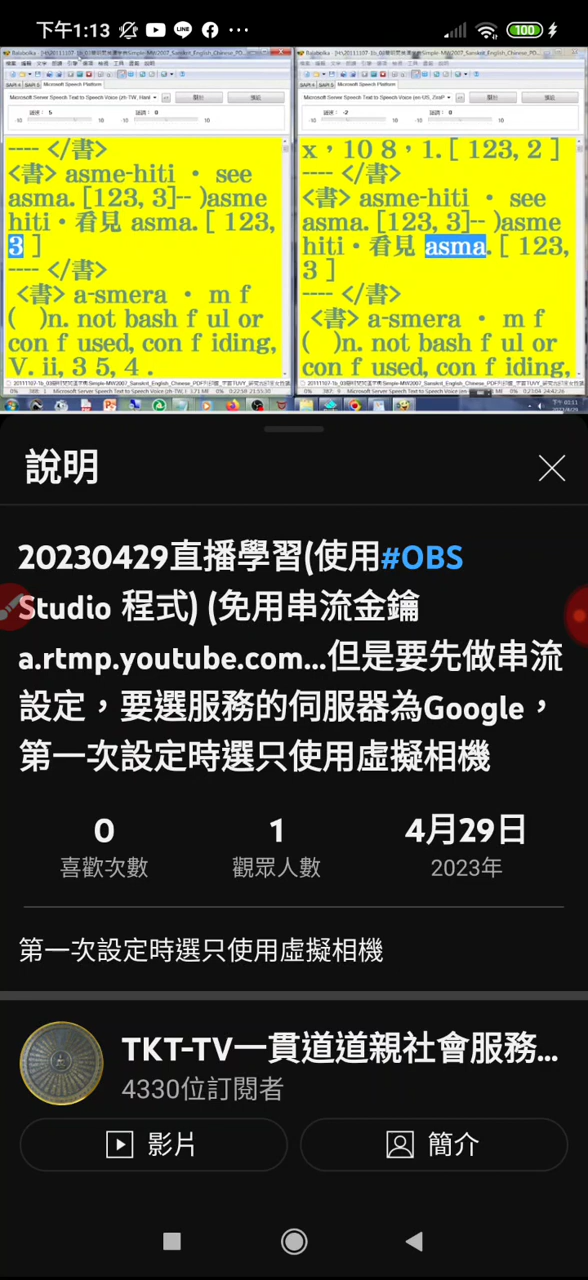 下午1:13
100
---- </書>
<書> asme-hiti • see
asma. [123, 3]-- )asme
hiti • 看見 asma. [ 123,
3 ]
---- </書>
<書> a-smera • m f
( )n. not bash f ul or
con f used, con f iding,
V. ii, 3 5, 4 .
x，10 8，1. [ 123, 2 ]
---- </書>
<書> asme-hiti • see
asma. [123, 3]-- )asme
hiti • 看見 asma. [ 123,
3 ]
---- </書>
<書> a-smera • m f
( )n. not bash f ul or
con f used, con f iding,
說明
20230429直播學習(使用#OBS
Studio 程式) (免用串流金鑰
a.rtmp.youtube.com...但是要先做串流
設定，要選服務的伺服器為Google，
第一次設定時選只使用虛擬相機
0
喜歡次數
1
觀眾人數
4月29日
2023年
第一次設定時選只使用虛擬相機
TKT-TV一貫道道親社會服務...
4330位訂閱者
影片
簡介